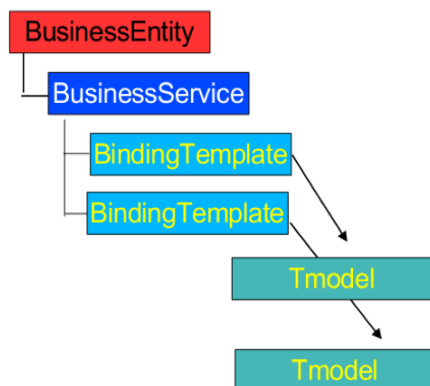 BusinessEntity
BusinessService
BindingTemplate
BindingTemplate
Tmodel
Tmodel